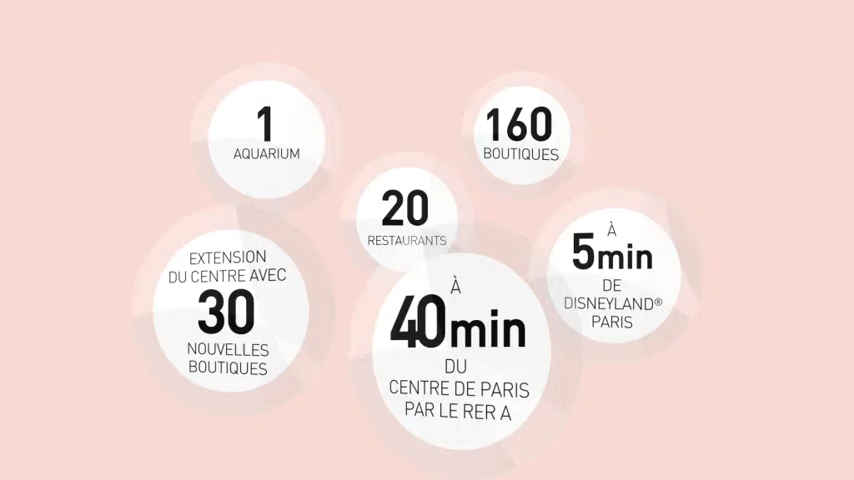 1
AQUARIUM
160
BOUTIQUES
20
RESTAURANTS
EXTENSION
DU CENTRE AVEC
30
NOUVELLES
BOUTIQUES
À
40min
DU
CENTRE DE PARIS
PAR LE RER A
À
5min
DE
DISNEYLAND®
PARIS